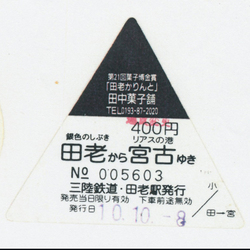 第21回菓子博金賞
「田老かりんと」
田中菓子舗
TEL0193-87-2020
400円
銀色のしぶき
リアスの港
田老から宮古ゆき
No 005603
三陸鉄道・田老駅発行
発売当日限り有効 下車前途無効
発行日 10.10.-8
小
田一宮